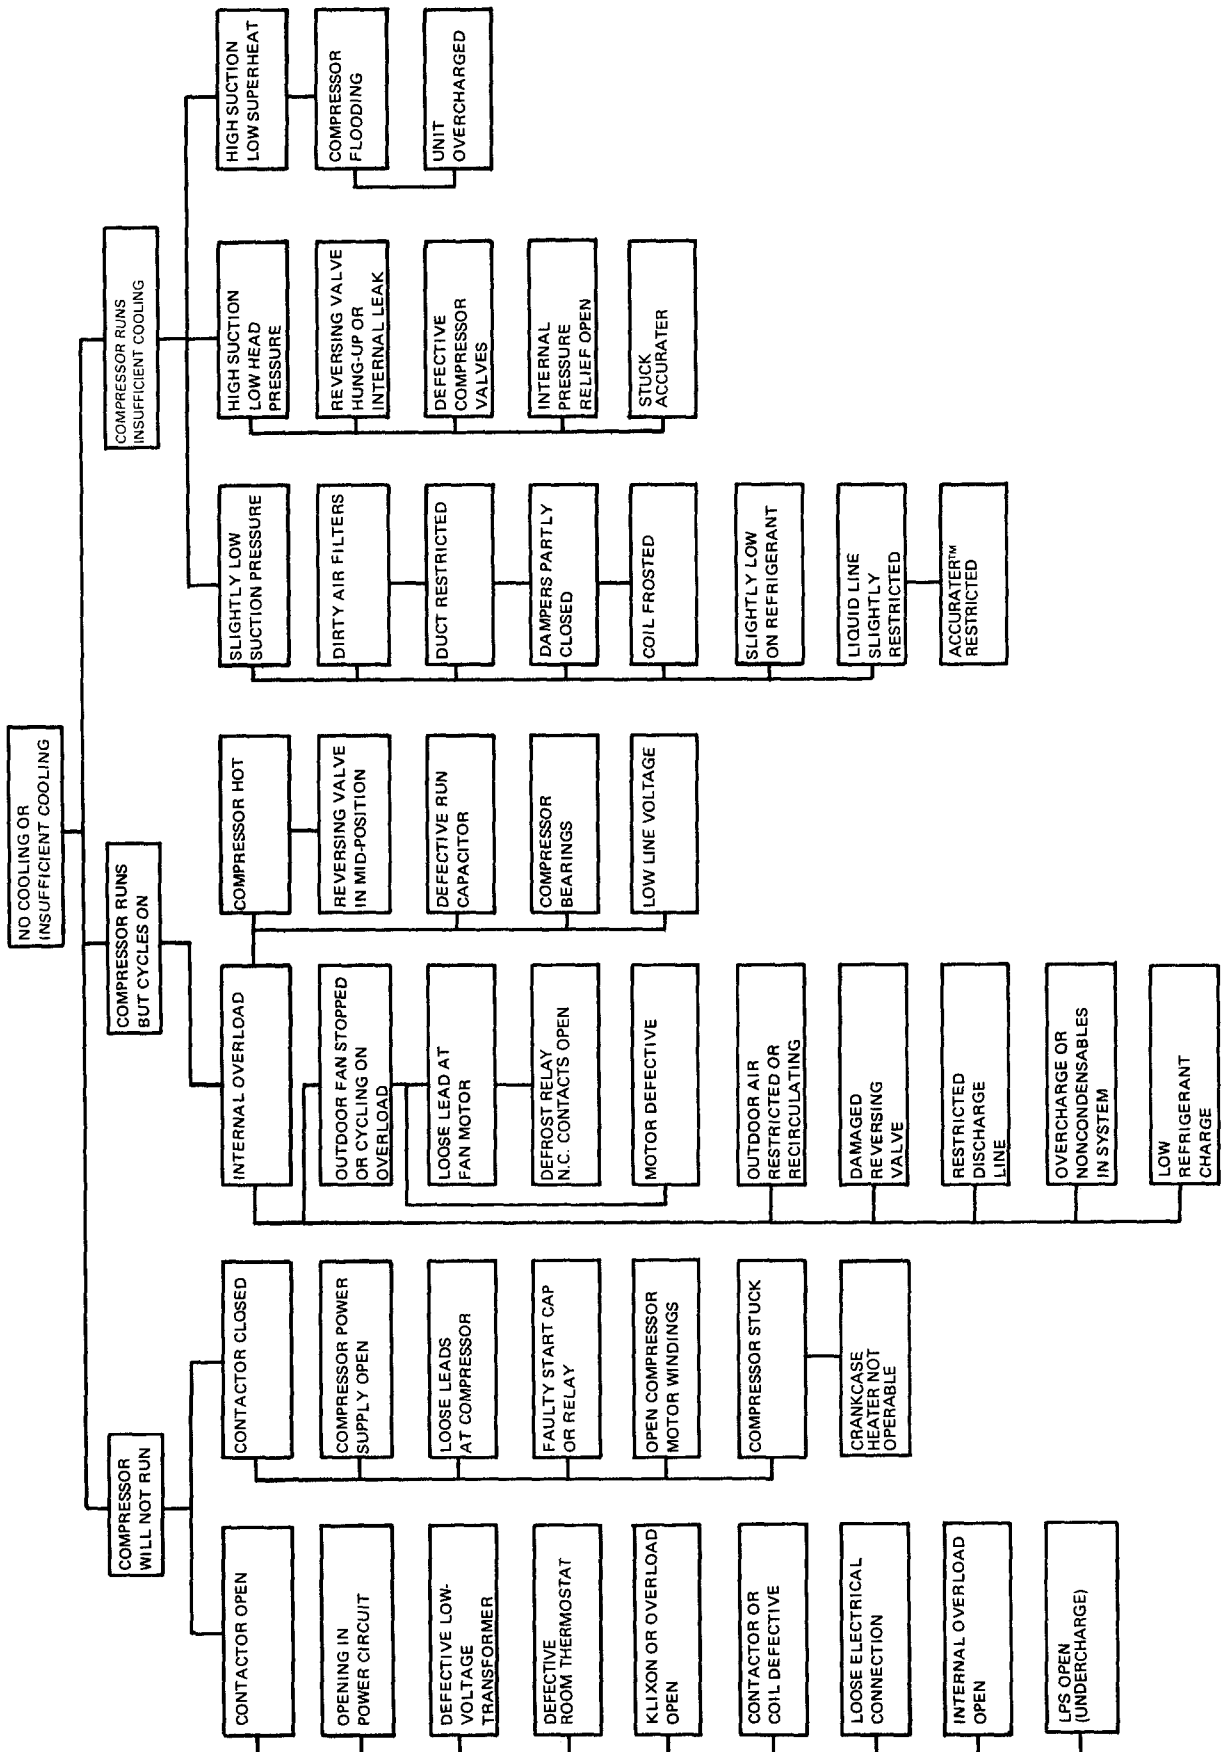 NO COOLING OR
INSUFFICIENT COOLING
COMPRESSOR
WILL NOT RUN
COMPRESSOR RUNS
BUT CYCLES ON
COMPRESSOR RUNS
INSUFFICIENT COOLING
CONTACTOR OPEN
OPENING IN
POWER CIRCUIT
DEFECTIVE LOW-
VOLTAGE
TRANSFORMER
DEFECTIVE
ROOM THERMOSTAT
KLIXON OR OVERLOAD
OPEN
CONTACTOR OR
COIL DEFECTIVE
LOOSE ELECTRICAL
CONNECTION
INTERNAL OVERLOAD
OPEN
LPS OPEN
(UNDERCHARGE)
CONTACTOR CLOSED
COMPRESSOR POWER
SUPPLY OPEN
LOOSE LEADS
AT COMPRESSOR
FAULTY START CAP
OR RELAY
OPEN COMPRESSOR
MOTOR WINDINGS
COMPRESSOR STUCK
CRANKCASE
HEATER NOT
OPERABLE
INTERNAL OVERLOAD
OUTDOOR FAN STOPPED
OR CYCLING ON
OVERLOAD
LOOSE LEAD AT
FAN MOTOR
DEFROST RELAY
N.C. CONTACTS OPEN
MOTOR DEFECTIVE
OUTDOOR AIR
RESTRICTED OR
RECIRCULATING
DAMAGED
REVERSING
VALVE
RESTRICTED
DISCHARGE
LINE
OVERCHARGE OR
NONCONDENSABLES
IN SYSTEM
LOW
REFRIGERANT
CHARGE
COMPRESSOR HOT
REVERSING VALVE
IN MID-POSITION
DEFECTIVE RUN
CAPACITOR
COMPRESSOR
BEARINGS
LOW LINE VOLTAGE
SLIGHTLY LOW
SUCTION PRESSURE
DIRTY AIR FILTERS
DUCT RESTRICTED
DAMPERS PARTLY
CLOSED
COIL FROSTED
SLIGHTLY LOW
ON REFRIGERANT
LIQUID LINE
SLIGHTLY
RESTRICTED
ACCURATER™
RESTRICTED
HIGH SUCTION
LOW HEAD
PRESSURE
REVERSING VALVE
HUNG-UP OR
INTERNAL LEAK
DEFECTIVE
COMPRESSOR
VALVES
INTERNAL
PRESSURE
RELIEF OPEN
STUCK
ACCURATER
HIGH SUCTION
LOW SUPERHEAT
COMPRESSOR
FLOODING
UNIT
OVERCHARGED